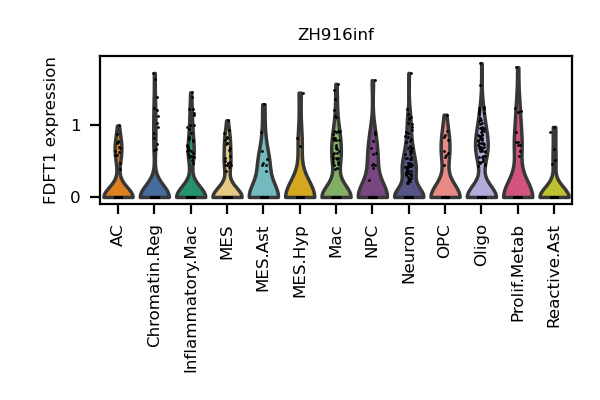 ZH916inf
FDFT1 expression
1
0
AC
Chromatin.Reg
Inflammatory.Mac
MES
MES.Ast
MES.Hyp
Mac
NPC
Neuron
OPC
Oligo
Prolif.Metab
Reactive.Ast